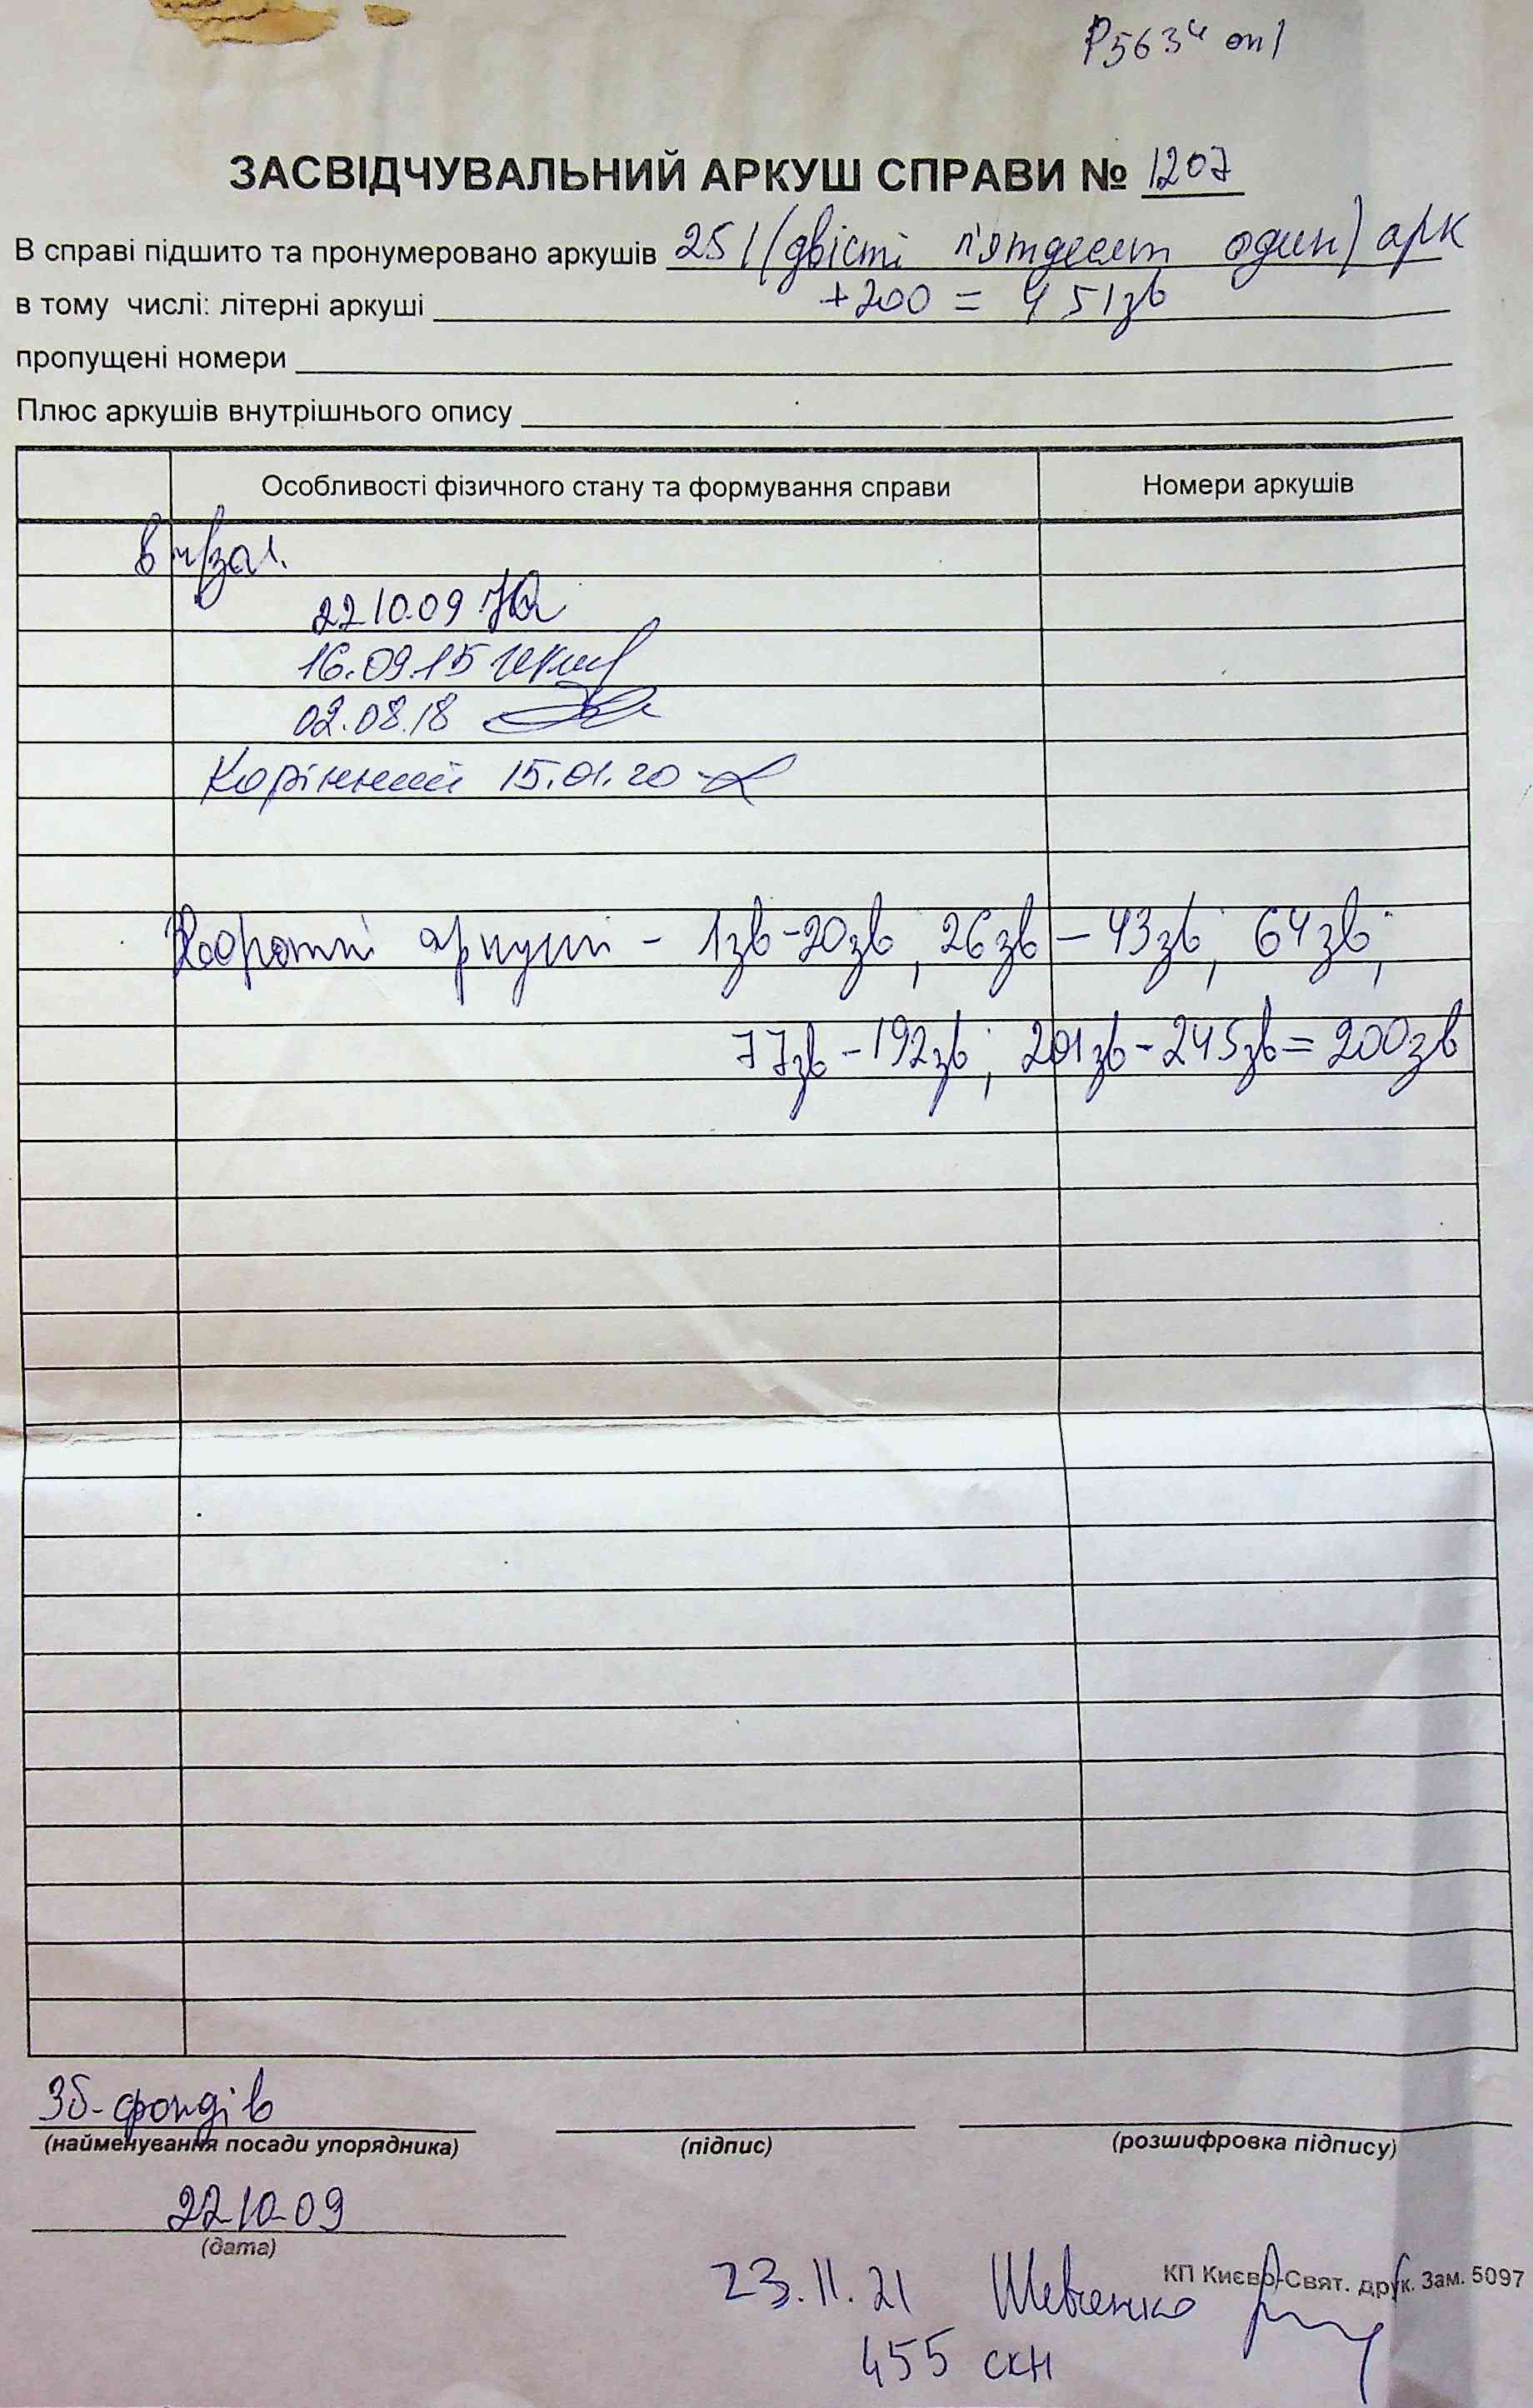 Р5634 оп1
ЗАСВІДЧУВАЛЬНИЙ АРКУШ СПРАВИ № 1207
В справі підшито та пронумеровано аркушів 251 (двісті п'ятдесят один) арк
в тому числі: літерні аркуші +200 = 451зв
пропущені номери
Плюс аркушів внутрішнього опису
Особливості фізичного стану та формування справи Номери аркушів
в ч/зал.
22.10.09
16.09.15
02.08.18
Корінний 15.01.20
Зворотні аркуші - 1зв-20зв; 26зв-43зв; 64зв;
77зв-192зв; 201зв-245зв=200зв
Зб-фондів
(найменування посади упорядника) (підпис) (розшифровка підпису)
22.10.09
(дата)
КП Києво-Свят. друк. Зам. 5097
23.11.21 Шевченко
455 скн